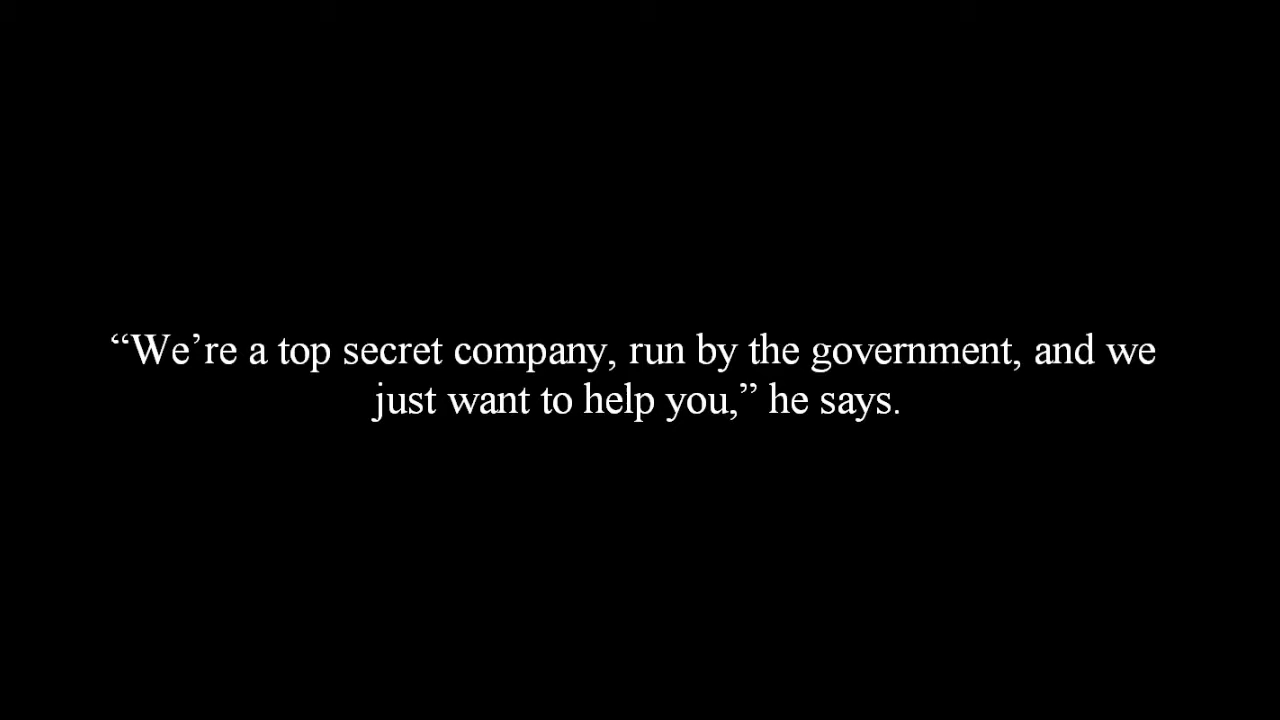 “We’re a top secret company, run by the government, and we
just want to help you,” he says.